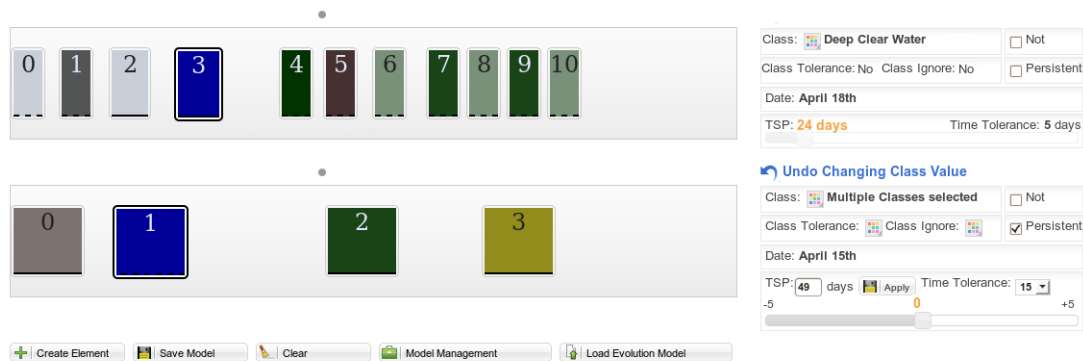 0 1 2 3 4 5 6 7 8 9 10
Class: Deep Clear Water Not
Class Tolerance: No Class Ignore: No Persistent
Date: April 18th
TSP: 24 days Time Tolerance: 5 days
Undo Changing Class Value
0 1 2 3
Class: Multiple Classes selected Not
Class Tolerance: Class Ignore: Persistent
Date: April 15th
TSP: 49 days Apply Time Tolerance: 15
-5 0 +5
Create Element Save Model Clear Model Management Load Evolution Model